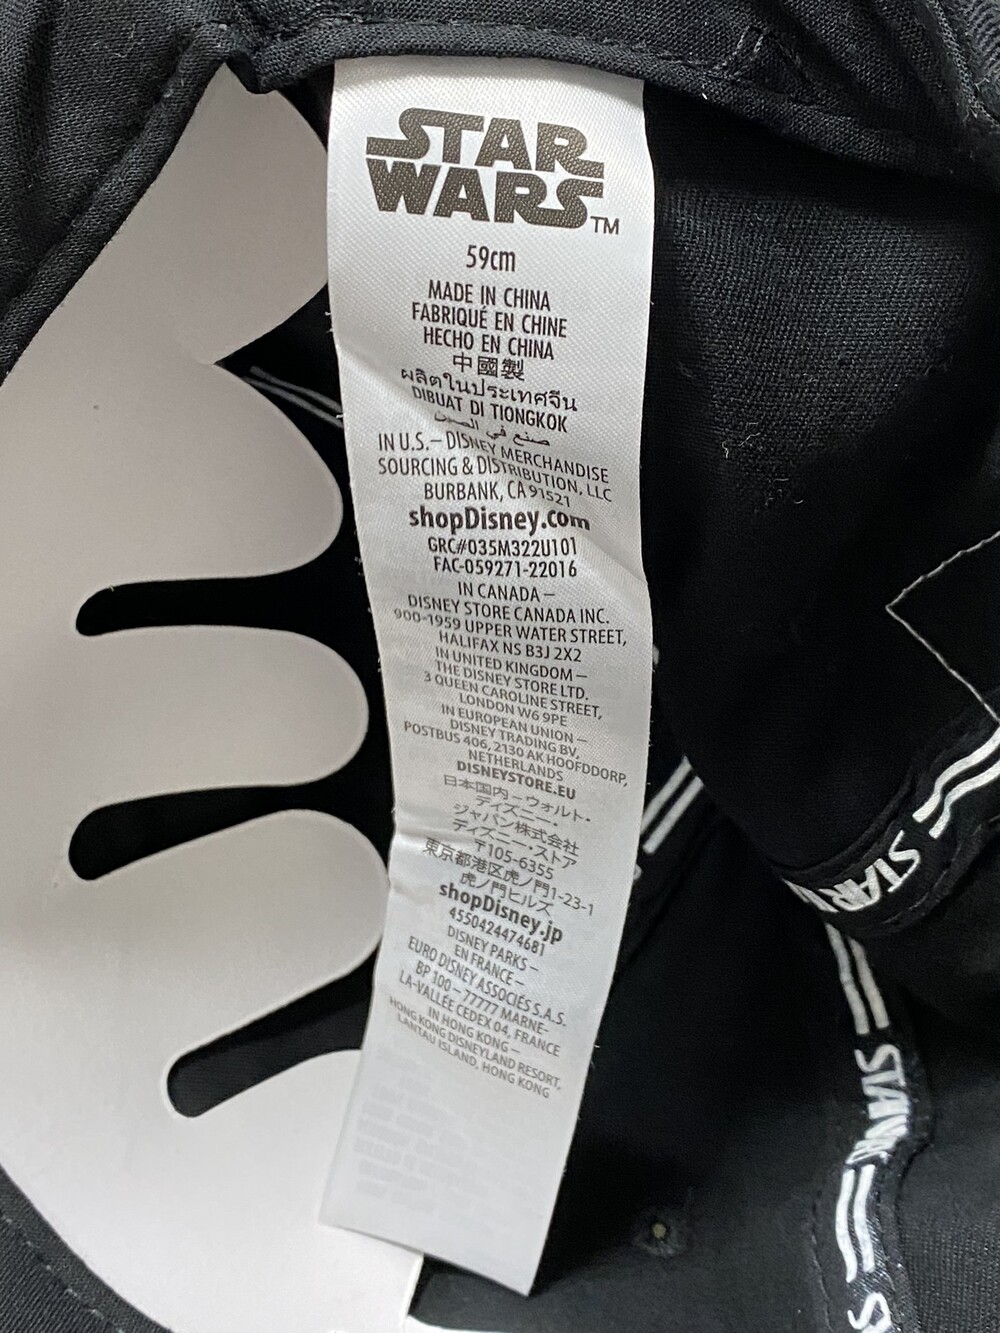 STAR
WARS™
59cm
MADE IN CHINA
FABRIQUÉ EN CHINE
HECHO EN CHINA
中國製
ผลิตในประเทศจีน
DIBUAT DI TIONGKOK
صنع في الصين
IN U.S.– DISNEY MERCHANDISE
SOURCING & DISTRIBUTION, LLC
BURBANK, CA 91521
shopDisney.com
GRC#035M322U101
FAC-059271-22016
IN CANADA –
DISNEY STORE CANADA INC.
900-1959 UPPER WATER STREET,
HALIFAX NS B3J 2X2
IN UNITED KINGDOM –
THE DISNEY STORE LTD.
3 QUEEN CAROLINE STREET,
LONDON W6 9PE
IN EUROPEAN UNION –
DISNEY TRADING BV,
POSTBUS 406, 2130 AK HOOFDDORP,
NETHERLANDS
DISNEYSTORE.EU
日本国内 – ウォルト・
ディズニー・
ジャパン株式会社
ディズニー・ストア
〒105-6355
東京都港区虎ノ門1-23-1
虎ノ門ヒルズ
shopDisney.jp
4550424474681
DISNEY PARKS –
EN FRANCE –
EURO DISNEY ASSOCIÉS S.A.S.
BP 100 – 77777 MARNE-
LA-VALLÉE CEDEX 04, FRANCE
IN HONG KONG –
HONG KONG DISNEYLAND RESORT,
LANTAU ISLAND, HONG KONG
STAR
STAR
S